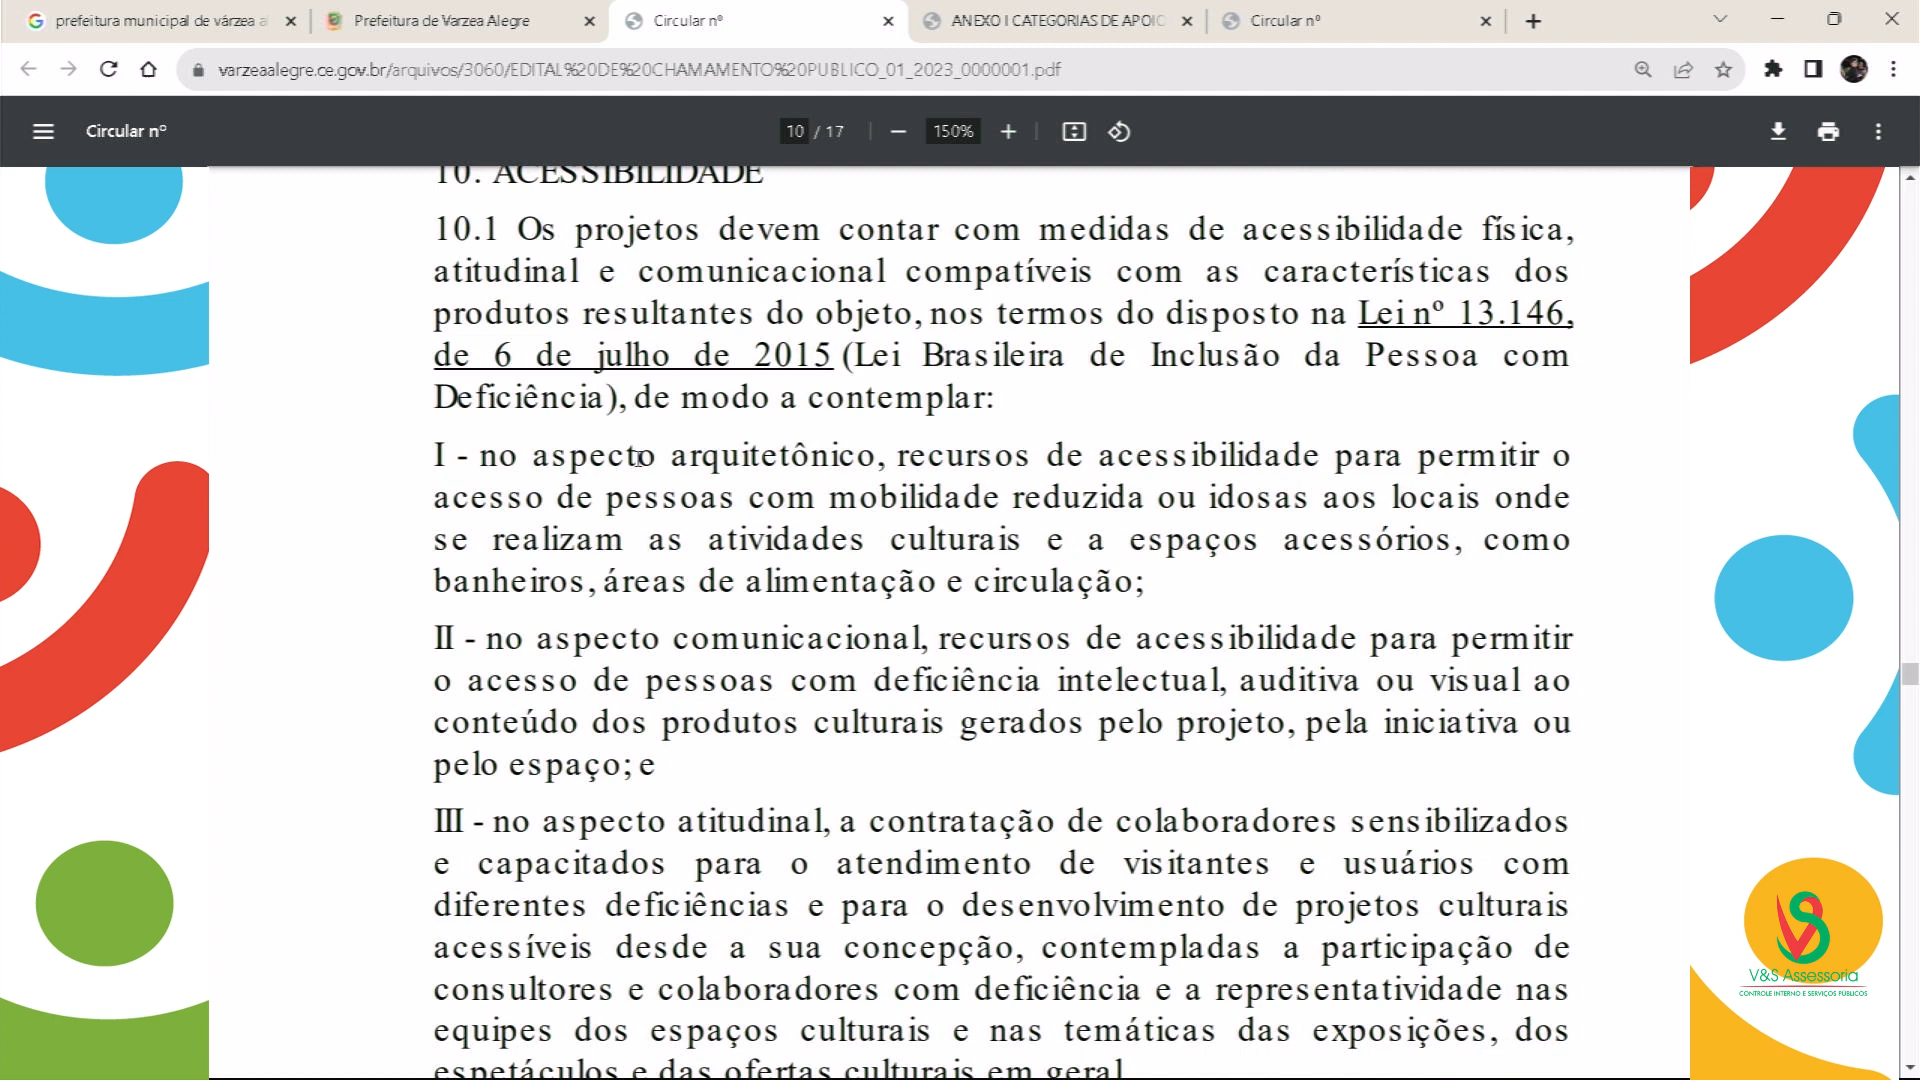 prefeitura municipal de várzea al
Prefeitura de Varzea Alegre
Circular nº
ANEXO I CATEGORIAS DE APOIO
Circular nº
varzeaalegre.ce.gov.br/arquivos/3060/EDITAL%20DE%20CHAMAMENTO%20PUBLICO_01_2023_0000001.pdf
Circular nº
10 / 17
150%
10. ACESSIBILIDADE
10.1 Os projetos devem contar com medidas de acessibilidade física,
atitudinal e comunicacional compatíveis com as características dos
produtos resultantes do objeto, nos termos do disposto na Lei nº 13.146,
de 6 de julho de 2015 (Lei Brasileira de Inclusão da Pessoa com
Deficiência), de modo a contemplar:
I - no aspecto arquitetônico, recursos de acessibilidade para permitir o
acesso de pessoas com mobilidade reduzida ou idosas aos locais onde
se realizam as atividades culturais e a espaços acessórios, como
banheiros, áreas de alimentação e circulação;
II - no aspecto comunicacional, recursos de acessibilidade para permitir
o acesso de pessoas com deficiência intelectual, auditiva ou visual ao
conteúdo dos produtos culturais gerados pelo projeto, pela iniciativa ou
pelo espaço; e
III - no aspecto atitudinal, a contratação de colaboradores sensibilizados
e capacitados para o atendimento de visitantes e usuários com
diferentes deficiências e para o desenvolvimento de projetos culturais
acessíveis desde a sua concepção, contempladas a participação de
consultores e colaboradores com deficiência e a representatividade nas
equipes dos espaços culturais e nas temáticas das exposições, dos
espetáculos e das ofertas culturais em geral.
VS
V&S Assessoria
CONTROLE INTERNO E SERVIÇOS PÚBLICOS